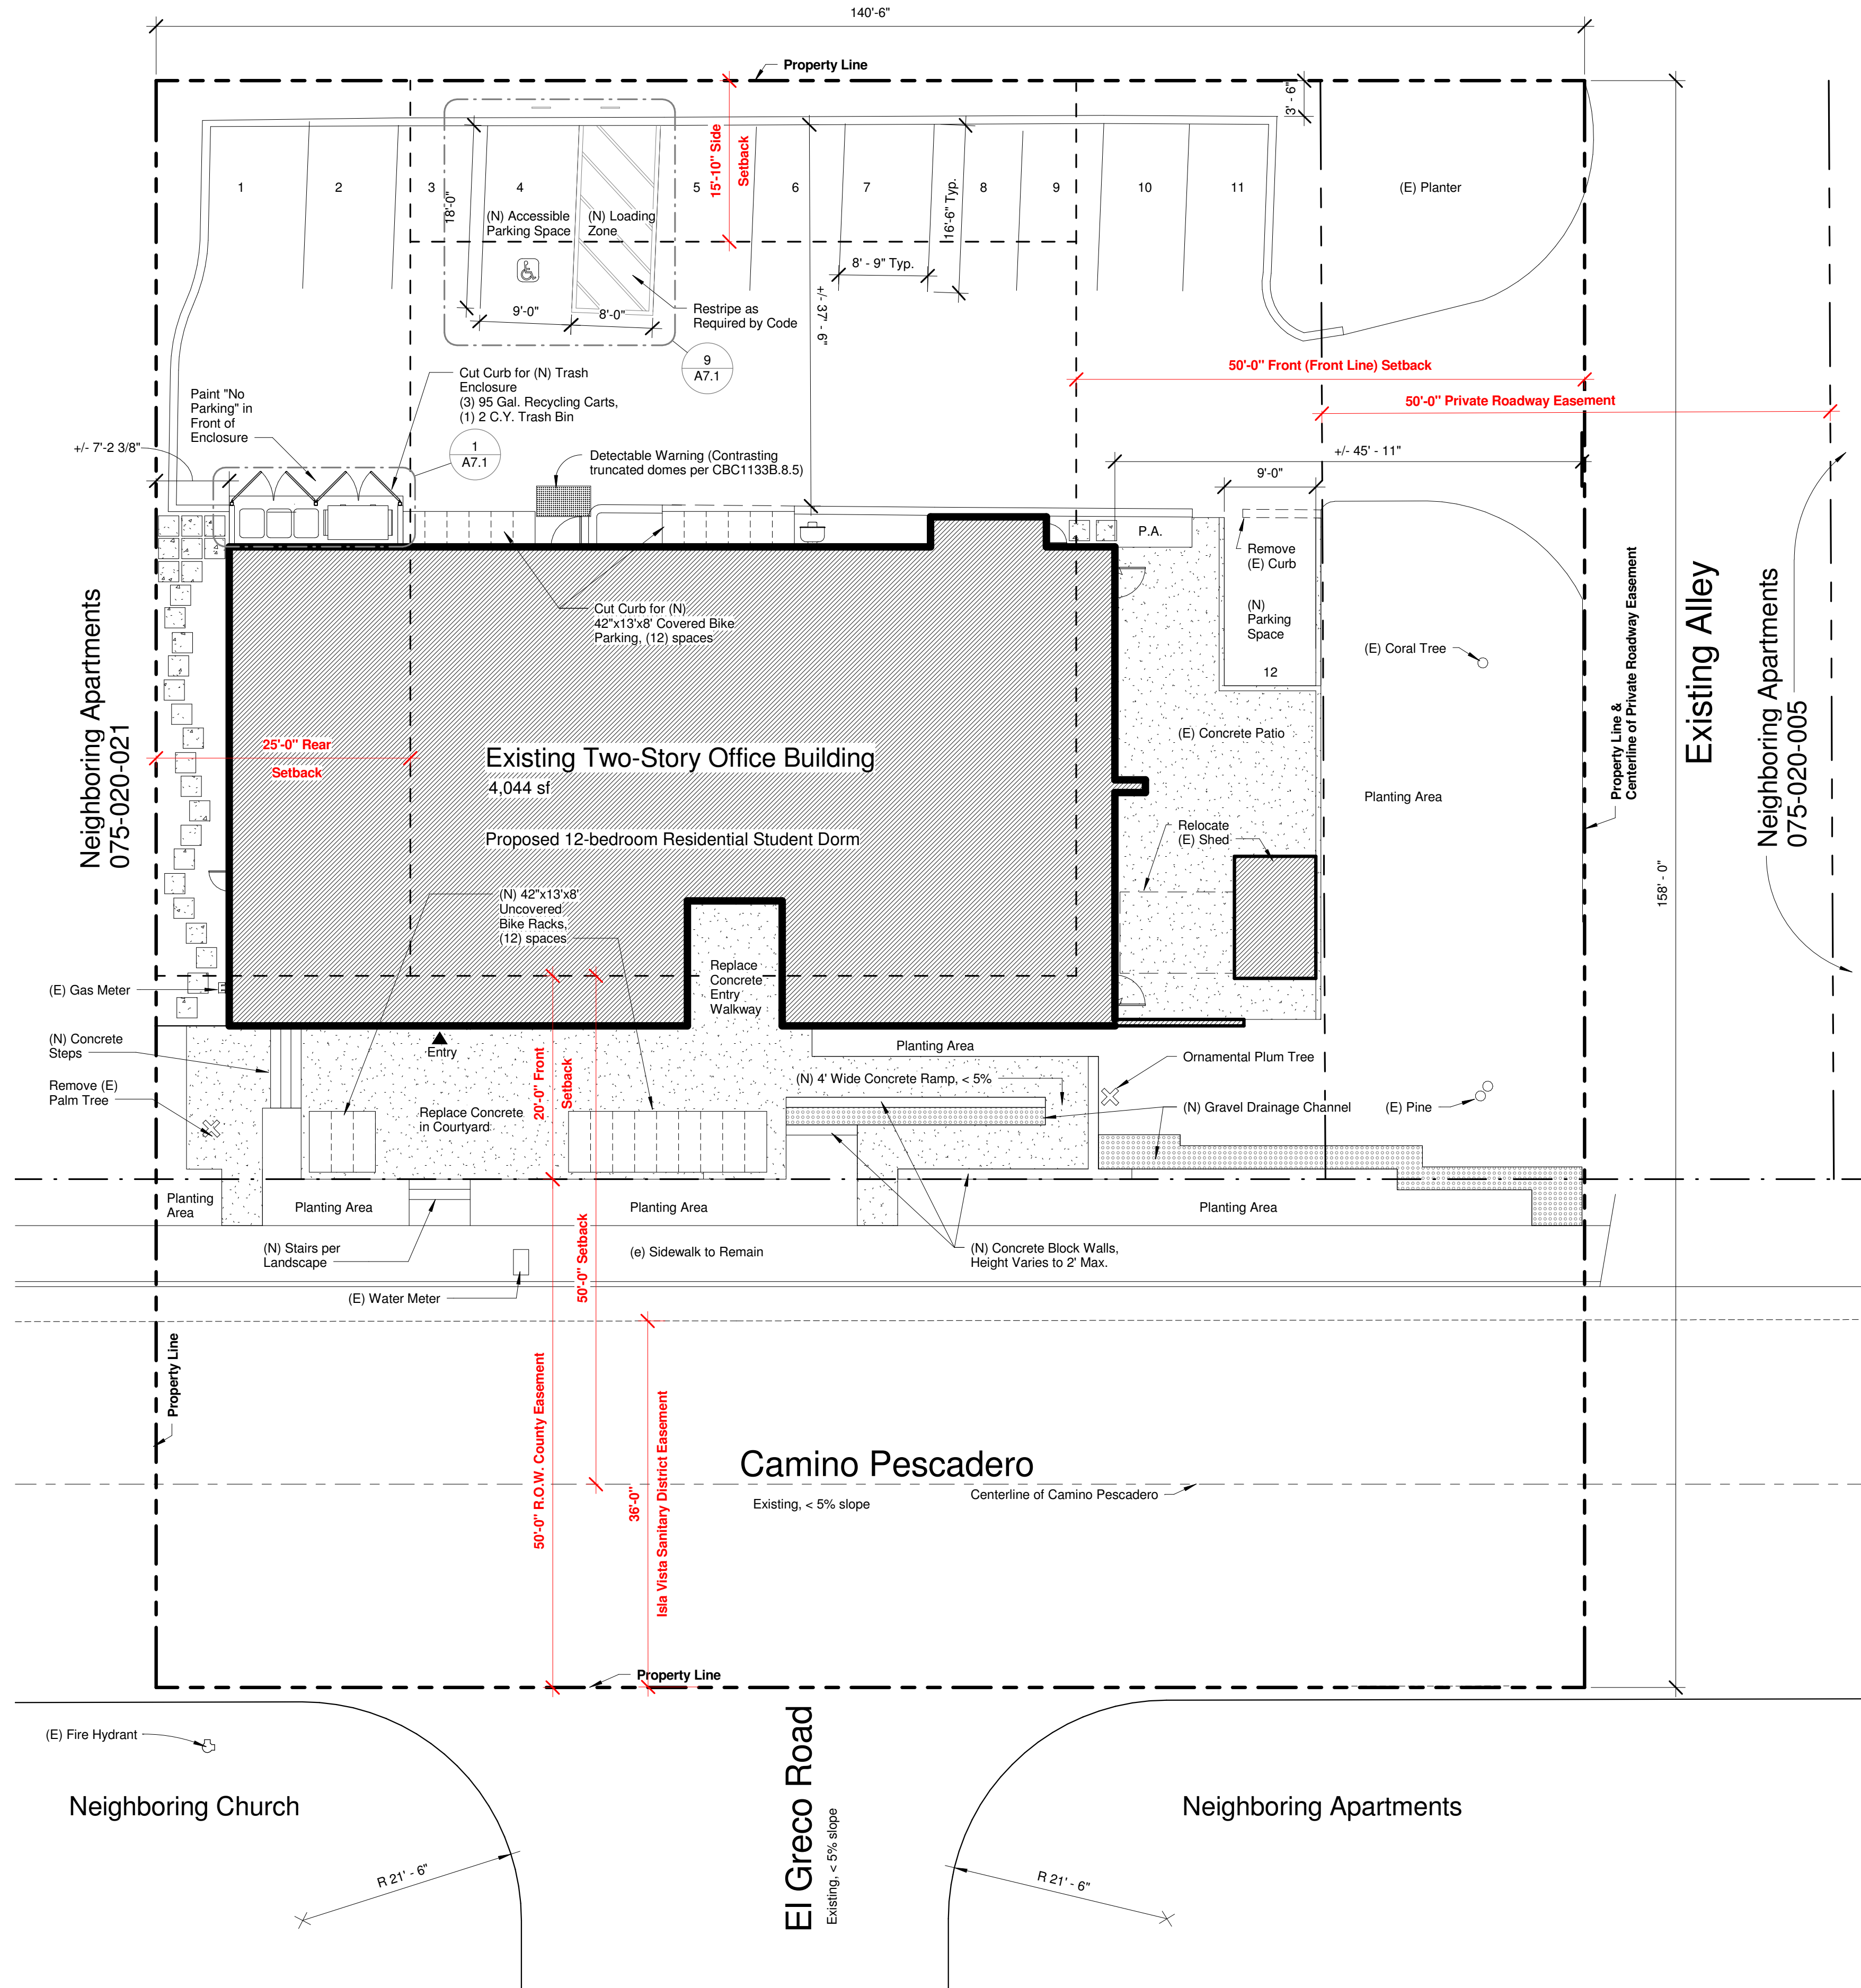 140'-6"
Property Line
3' - 6"
15'-10" Side
Setback
1
2
3
4
5
6
7
8
9
10
11
(E) Planter
18'-0"
(N) Accessible
Parking Space
(N) Loading
Zone
16'-6" Typ.
8' - 9" Typ.
+/- 37' - 6"
9'-0"
8'-0"
Restripe as
Required by Code
9
A7.1
50'-0" Front (Front Line) Setback
50'-0" Private Roadway Easement
Cut Curb for (N) Trash
Enclosure
(3) 95 Gal. Recycling Carts,
(1) 2 C.Y. Trash Bin
Paint "No
Parking" in
Front of
Enclosure
+/- 7'-2 3/8"
1
A7.1
Detectable Warning (Contrasting
truncated domes per CBC1133B.8.5)
+/- 45' - 11"
9'-0"
P.A.
Remove
(E) Curb
(N)
Parking
Space
12
Cut Curb for (N)
42"x13'x8' Covered Bike
Parking, (12) spaces
Neighboring Apartments
075-020-021
(E) Coral Tree
Property Line &
Centerline of Private Roadway Easement
Existing Alley
Neighboring Apartments
075-020-005
25'-0" Rear
Setback
Existing Two-Story Office Building
4,044 sf
Proposed 12-bedroom Residential Student Dorm
(E) Concrete Patio
Planting Area
Relocate
(E) Shed
158' - 0"
(N) 42"x13'x8'
Uncovered
Bike Racks,
(12) spaces
Replace
Concrete
Entry
Walkway
(E) Gas Meter
(N) Concrete
Steps
Entry
20'-0" Front
Setback
Planting Area
Ornamental Plum Tree
Remove (E)
Palm Tree
(N) 4' Wide Concrete Ramp, < 5%
Replace Concrete
in Courtyard
(N) Gravel Drainage Channel
(E) Pine
Planting
Area
Planting Area
Planting Area
Planting Area
50'-0" Setback
(N) Stairs per
Landscape
(e) Sidewalk to Remain
(N) Concrete Block Walls,
Height Varies to 2' Max.
(E) Water Meter
Property Line
50'-0" R.O.W. County Easement
36'-0"
Isla Vista Sanitary District Easement
Camino Pescadero
Existing, < 5% slope
Centerline of Camino Pescadero
Property Line
(E) Fire Hydrant
El Greco Road
Existing, < 5% slope
Neighboring Church
Neighboring Apartments
R 21' - 6"
R 21' - 6"